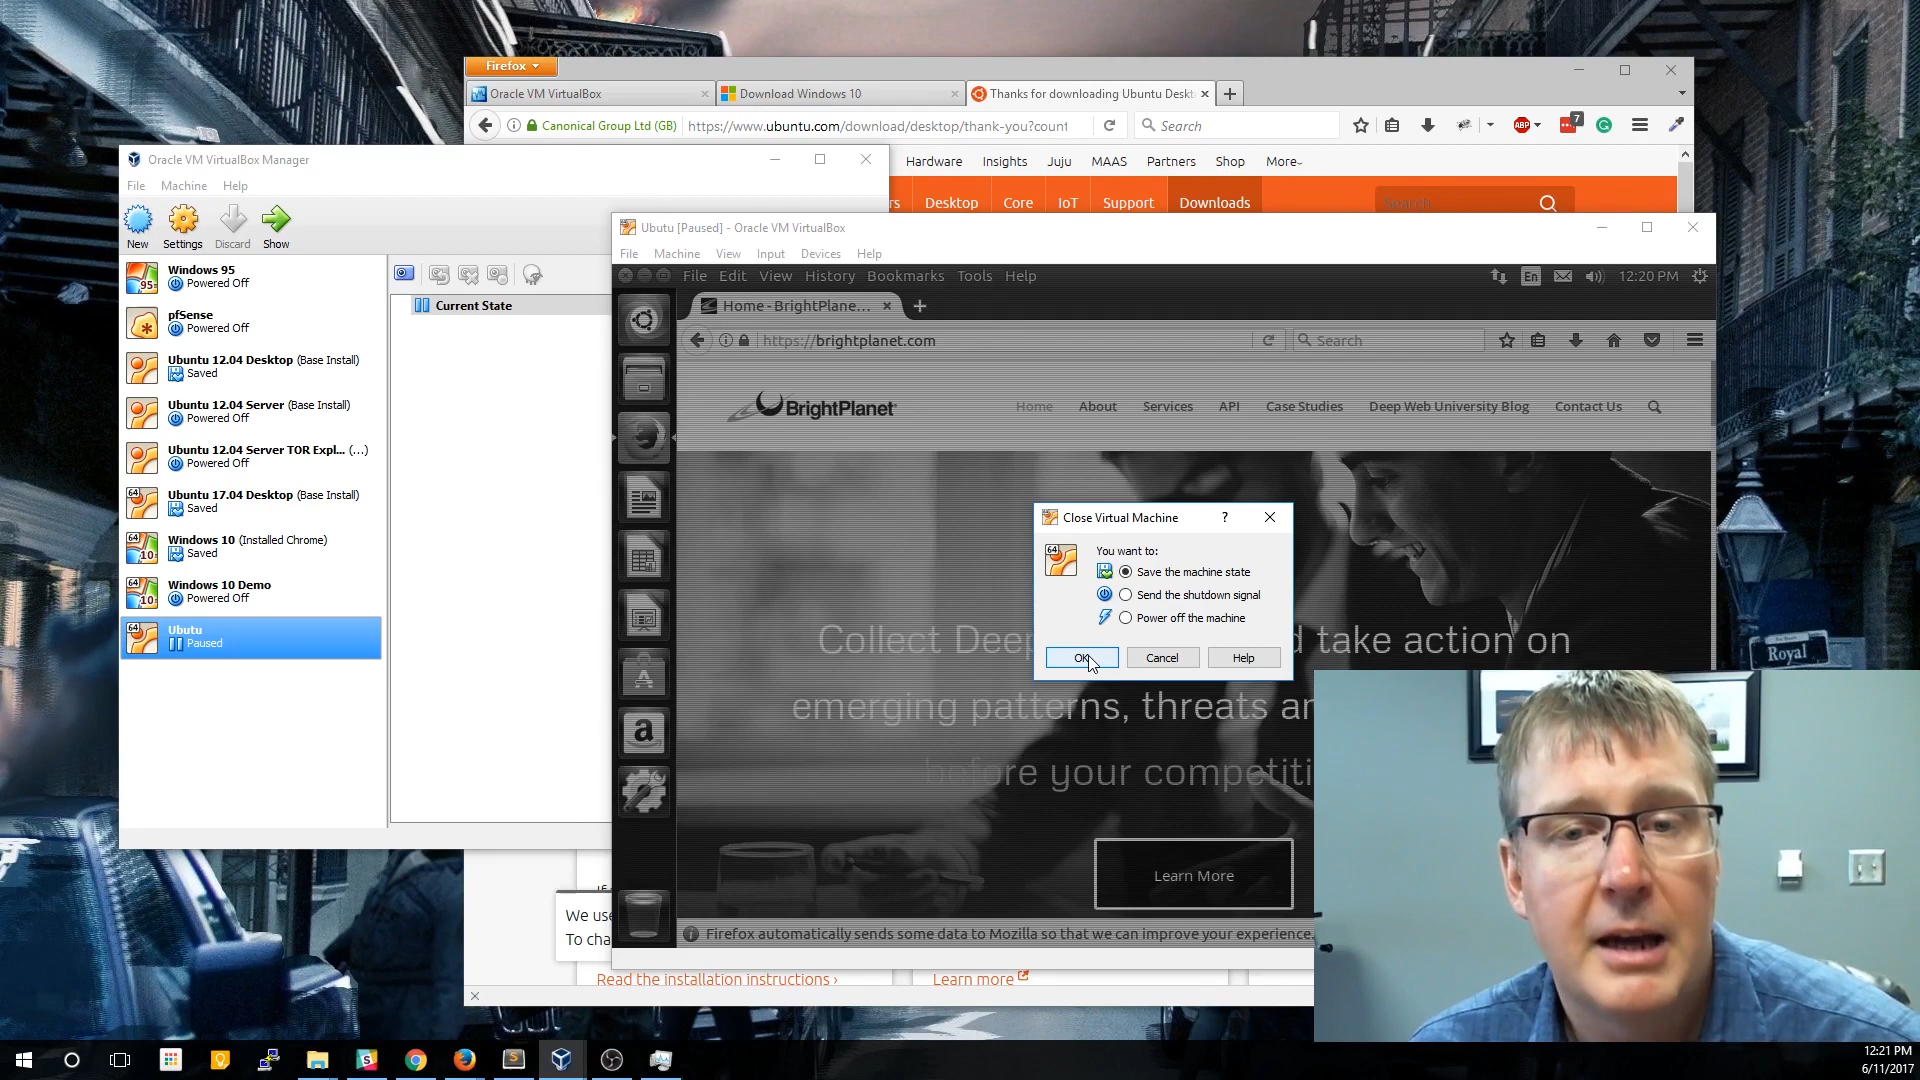 Firefox
Oracle VM VirtualBox
Download Windows 10
Thanks for downloading Ubuntu Deskt
Canonical Group Ltd (GB)
https://www.ubuntu.com/download/desktop/thank-you?count
Search
ABP
7
Hardware
Insights
Juju
MAAS
Partners
Shop
More
rs
Desktop
Core
IoT
Support
Downloads
Search
Oracle VM VirtualBox Manager
File
Machine
Help
New
Settings
Discard
Show
Windows 95
Powered Off
pfSense
Powered Off
Ubuntu 12.04 Desktop (Base Install)
Saved
Ubuntu 12.04 Server (Base Install)
Powered Off
Ubuntu 12.04 Server TOR Expl... (...)
Powered Off
Ubuntu 17.04 Desktop (Base Install)
Saved
Windows 10 (Installed Chrome)
Saved
Windows 10 Demo
Powered Off
Ubutu
Paused
Current State
Ubutu [Paused] - Oracle VM VirtualBox
File
Machine
View
Input
Devices
Help
File Edit View History Bookmarks Tools Help
En
12:20 PM
Home - BrightPlane...
https://brightplanet.com
Search
BrightPlanet
Home
About
Services
API
Case Studies
Deep Web University Blog
Contact Us
Close Virtual Machine
You want to:
Save the machine state
Send the shutdown signal
Power off the machine
OK
Cancel
Help
Collect Dee
d take action on
emerging patterns, threats ar
before your competiti
Learn More
Firefox automatically sends some data to Mozilla so that we can improve your experience.
We use
To cha
Read the installation instructions ›
Learn more
Royal
12:21 PM
6/11/2017